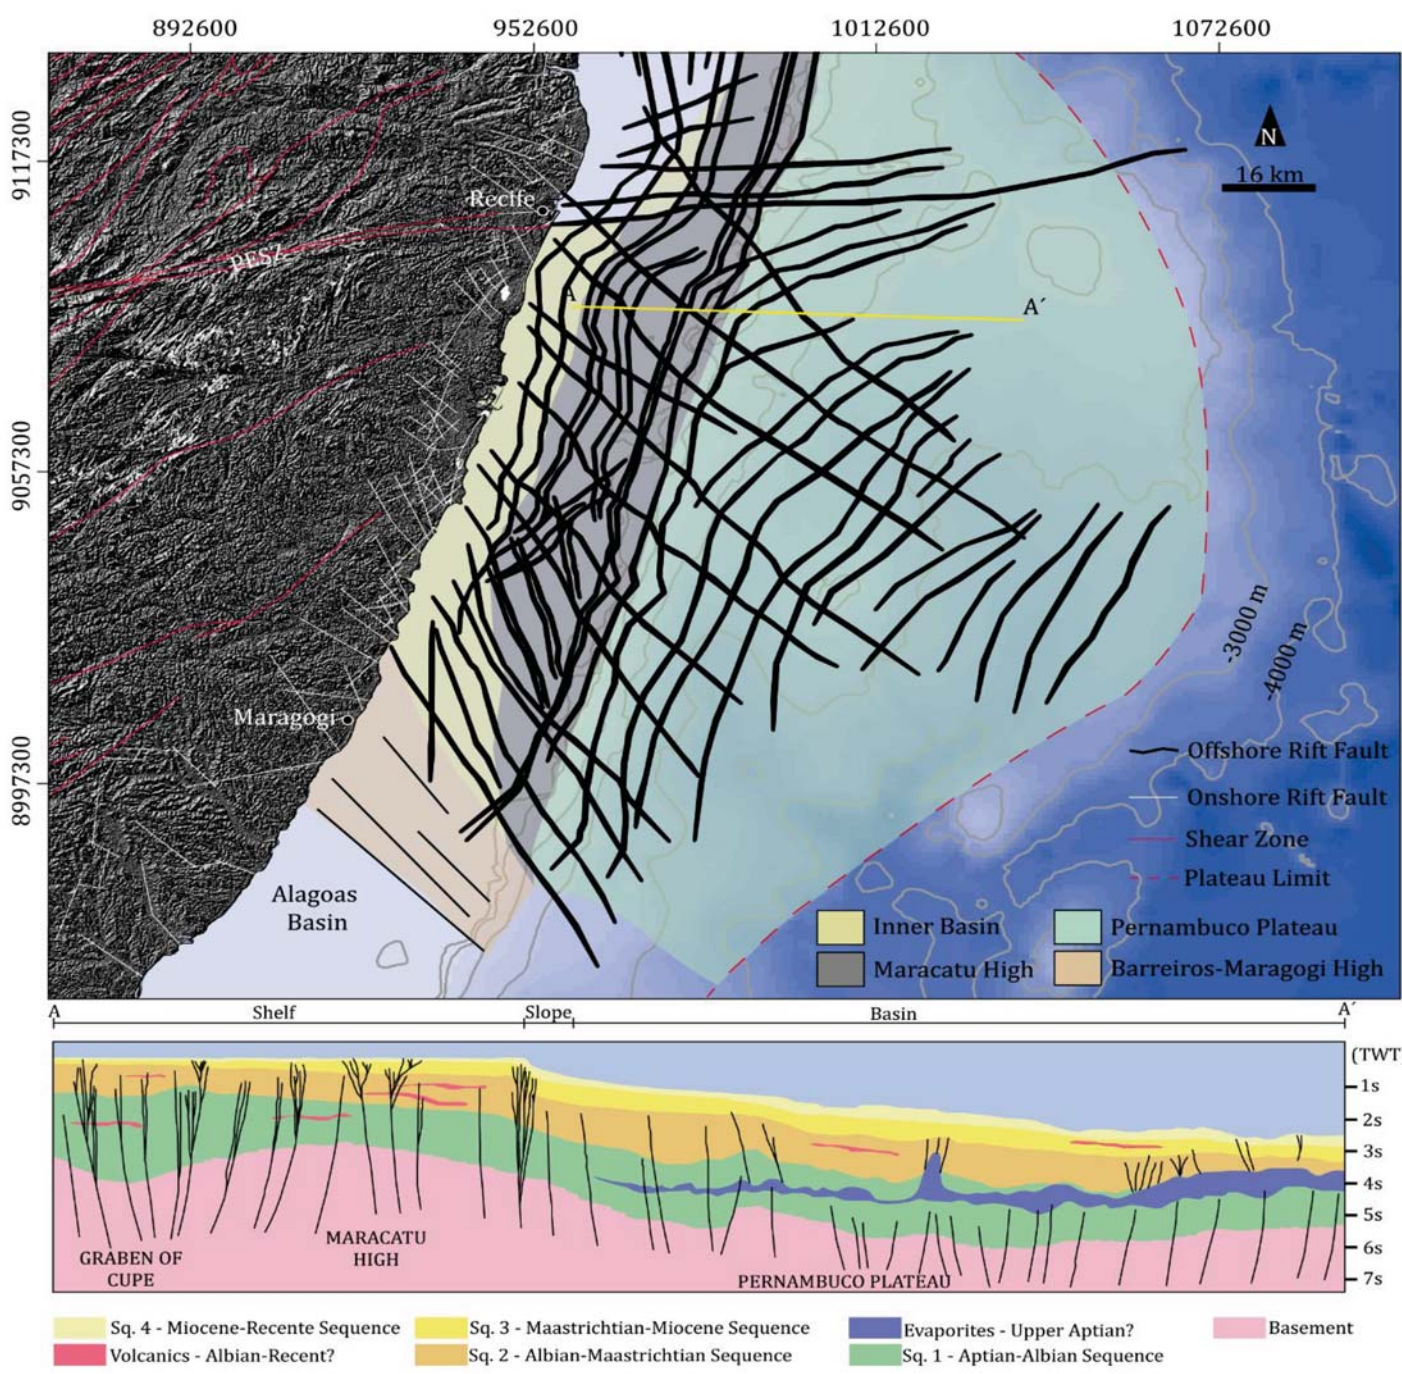 892600 952600 1012600 1072600
9117300
9057300
8997300
N
16 km
Recife
PESZ
A
A´
Maragogi
Alagoas
Basin
-3000 m
-4000 m
Offshore Rift Fault
Onshore Rift Fault
Shear Zone
Plateau Limit
Inner Basin
Pernambuco Plateau
Maracatu High
Barreiros-Maragogi High
A Shelf Slope Basin A´
(TWT
1s
2s
3s
4s
5s
6s
7s
GRABEN OF
CUPE
MARACATU
HIGH
PERNAMBUCO PLATEAU
Sq. 4 - Miocene-Recente Sequence
Sq. 3 - Maastrichtian-Miocene Sequence
Evaporites - Upper Aptian?
Basement
Volcanics - Albian-Recent?
Sq. 2 - Albian-Maastrichtian Sequence
Sq. 1 - Aptian-Albian Sequence